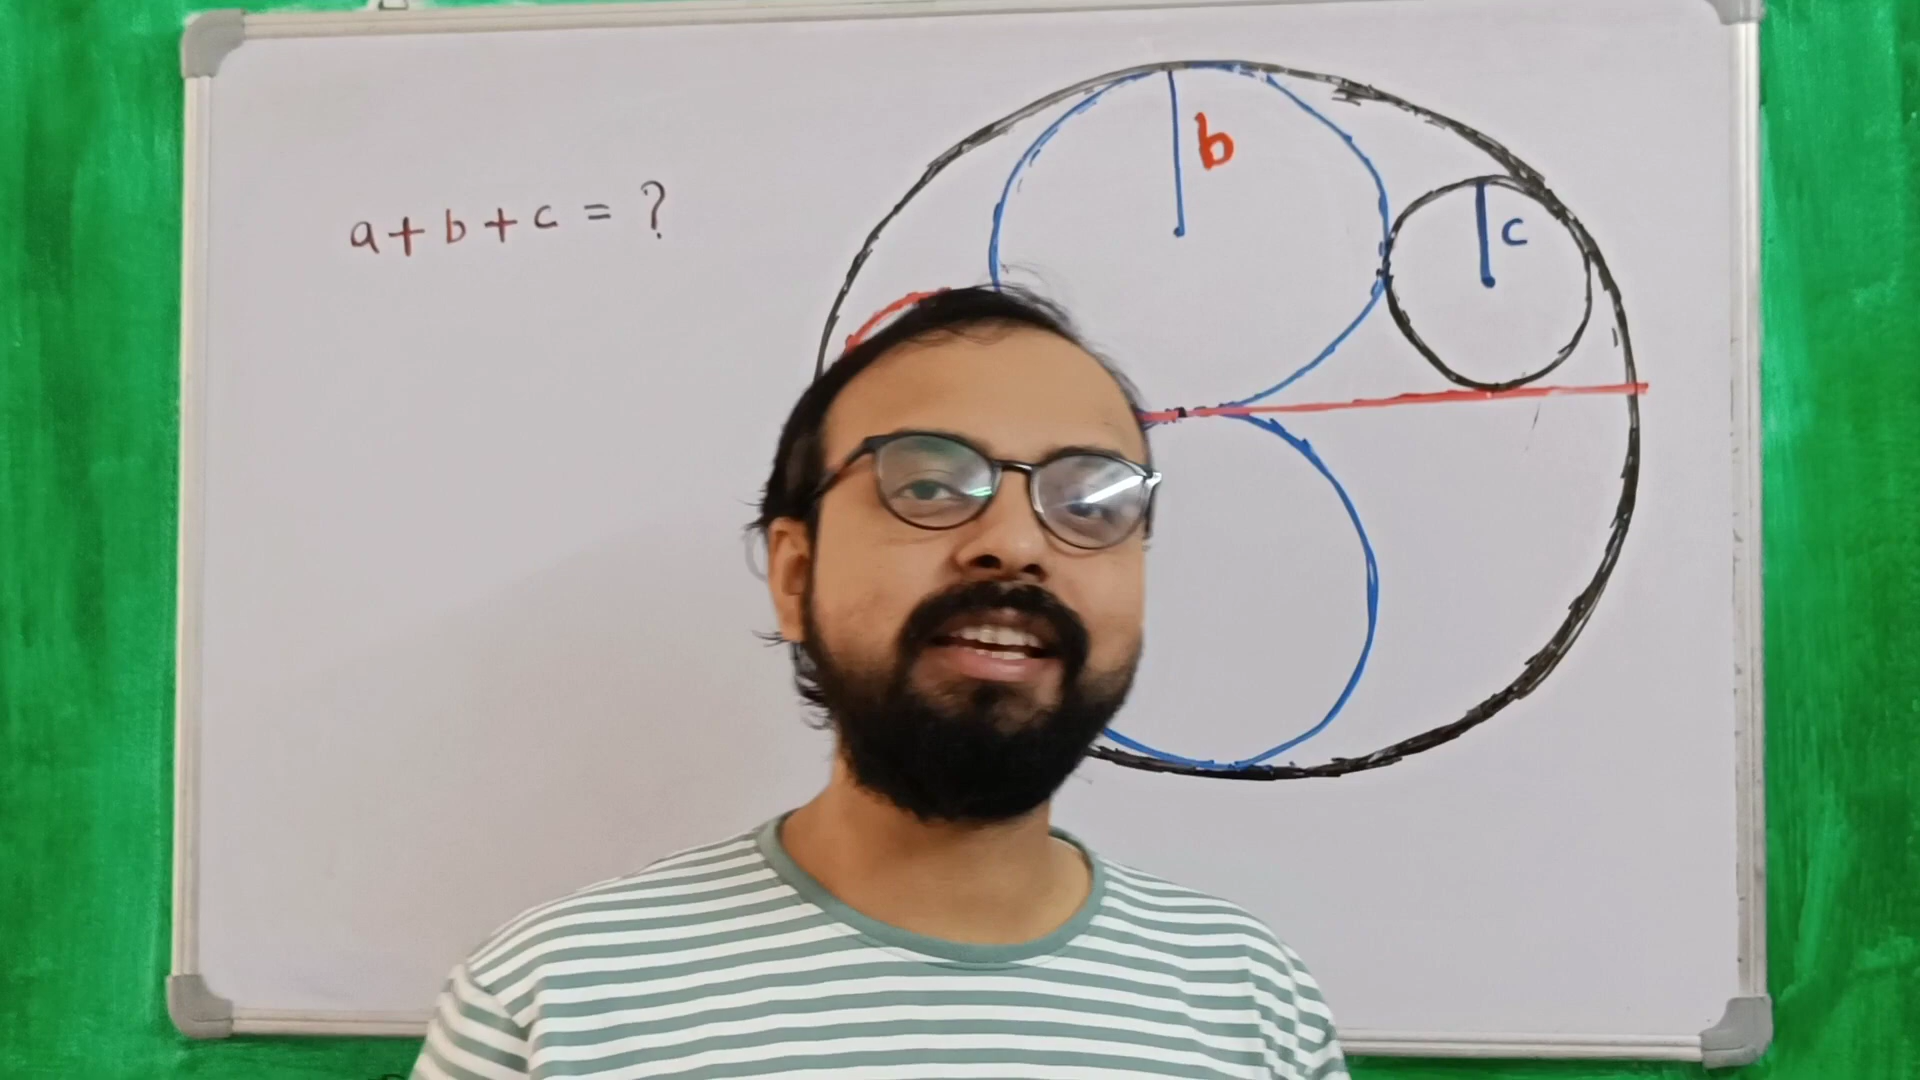 a + b + c = ?
b
c